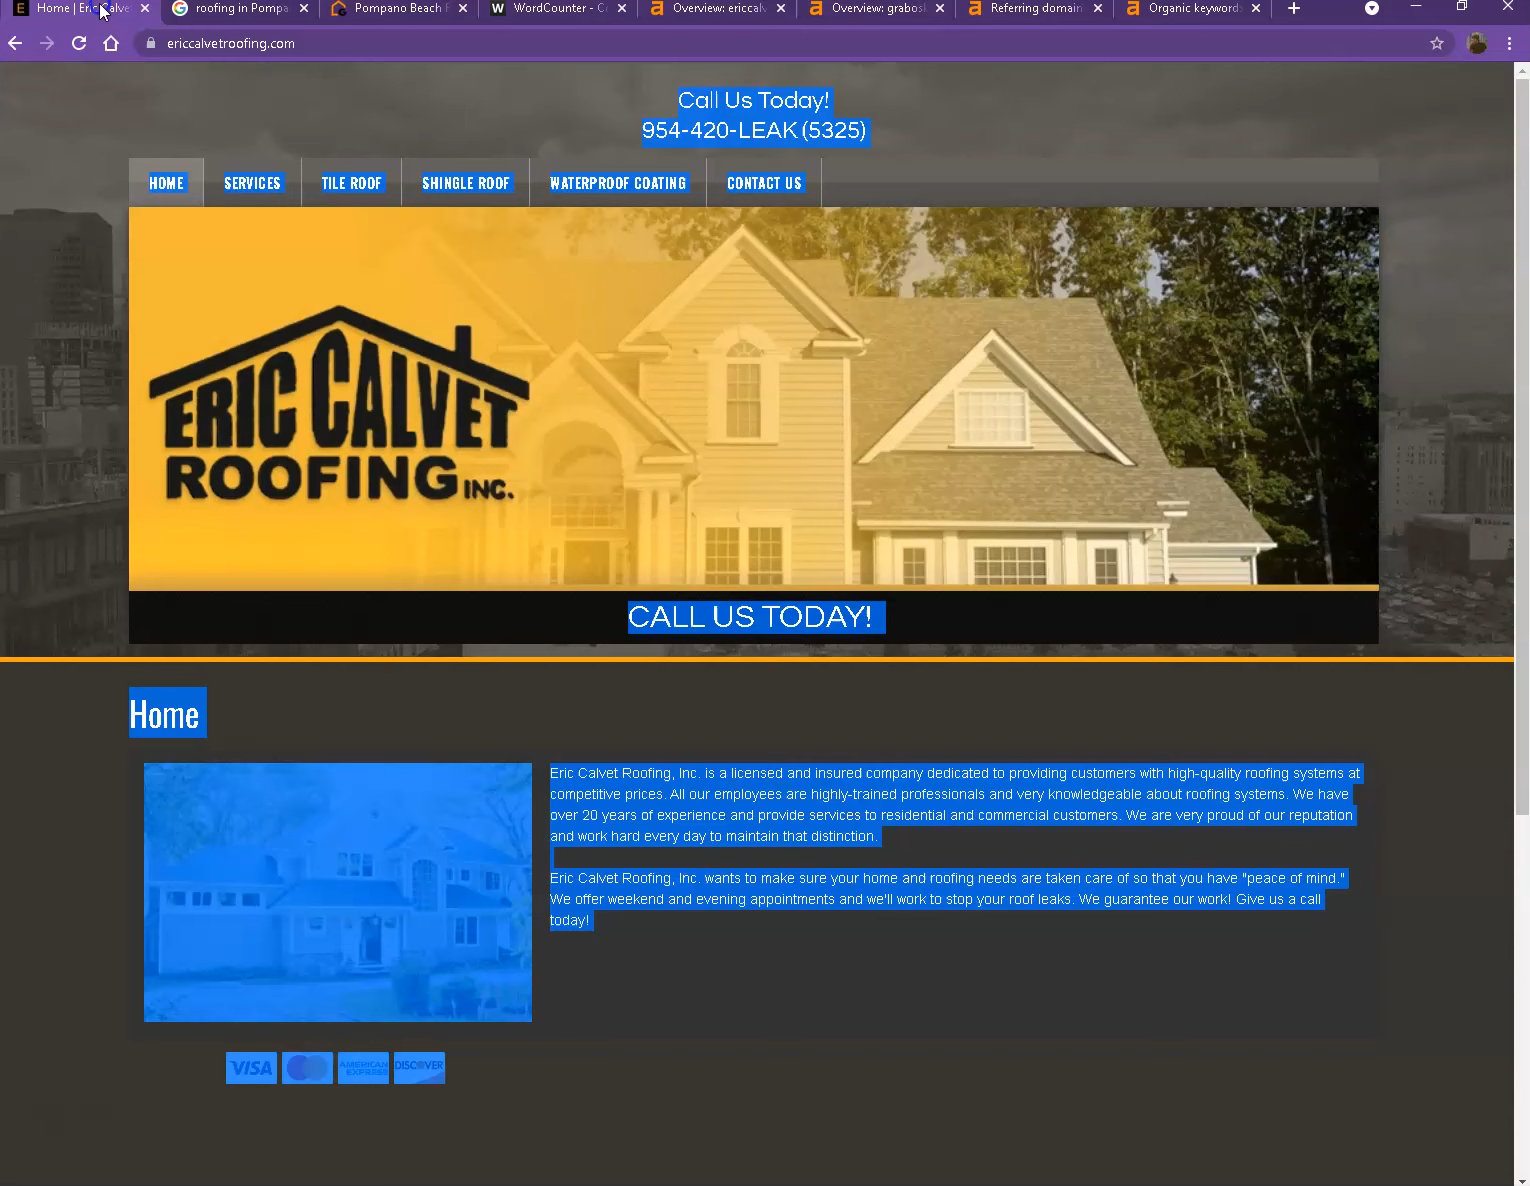 Home | Eric Calve
roofing in Pompa
Pompano Beach
WordCounter - C
Overview: ericcalv
Overview: grabos
Referring domain
Organic keywords
ericcalvetroofing.com
Call Us Today!
954-420-LEAK (5325)
HOME
SERVICES
TILE ROOF
SHINGLE ROOF
WATERPROOF COATING
CONTACT US
ERIC CALVET
ROOFING INC.
CALL US TODAY!
Home
Eric Calvet Roofing, Inc. is a licensed and insured company dedicated to providing customers with high-quality roofing systems at
competitive prices. All our employees are highly-trained professionals and very knowledgeable about roofing systems. We have
over 20 years of experience and provide services to residential and commercial customers. We are very proud of our reputation
and work hard every day to maintain that distinction.
Eric Calvet Roofing, Inc. wants to make sure your home and roofing needs are taken care of so that you have "peace of mind."
We offer weekend and evening appointments and we'll work to stop your roof leaks. We guarantee our work! Give us a call
today!
VISA
AMERICAN EXPRESS
DISCOVER